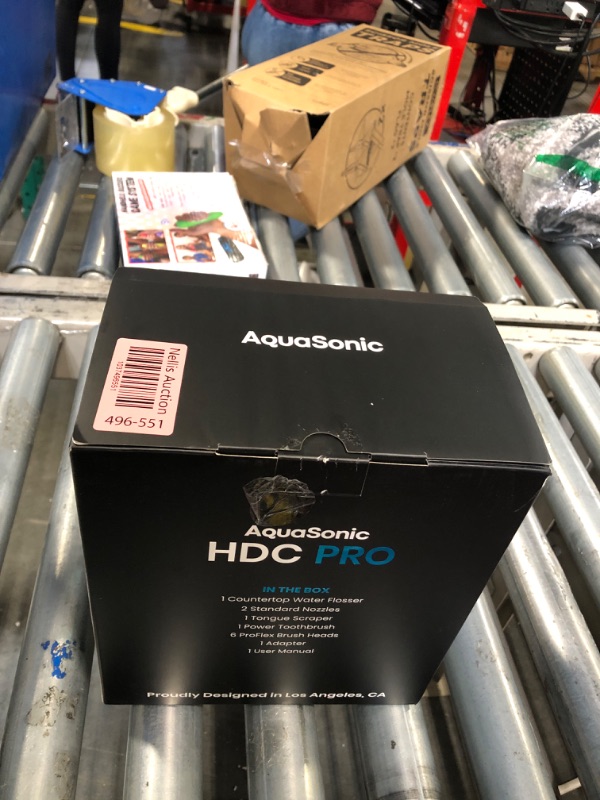 GAME SYSTEM
AquaSonic
Nellis Auction
496-551
AquaSonic
HDC PRO
IN THE BOX
1 Countertop Water Flosser
2 Standard Nozzles
1 Tongue Scraper
1 Power Toothbrush
6 ProFlex Brush Heads
1 Adapter
1 User Manual
Proudly Designed in Los Angeles, CA